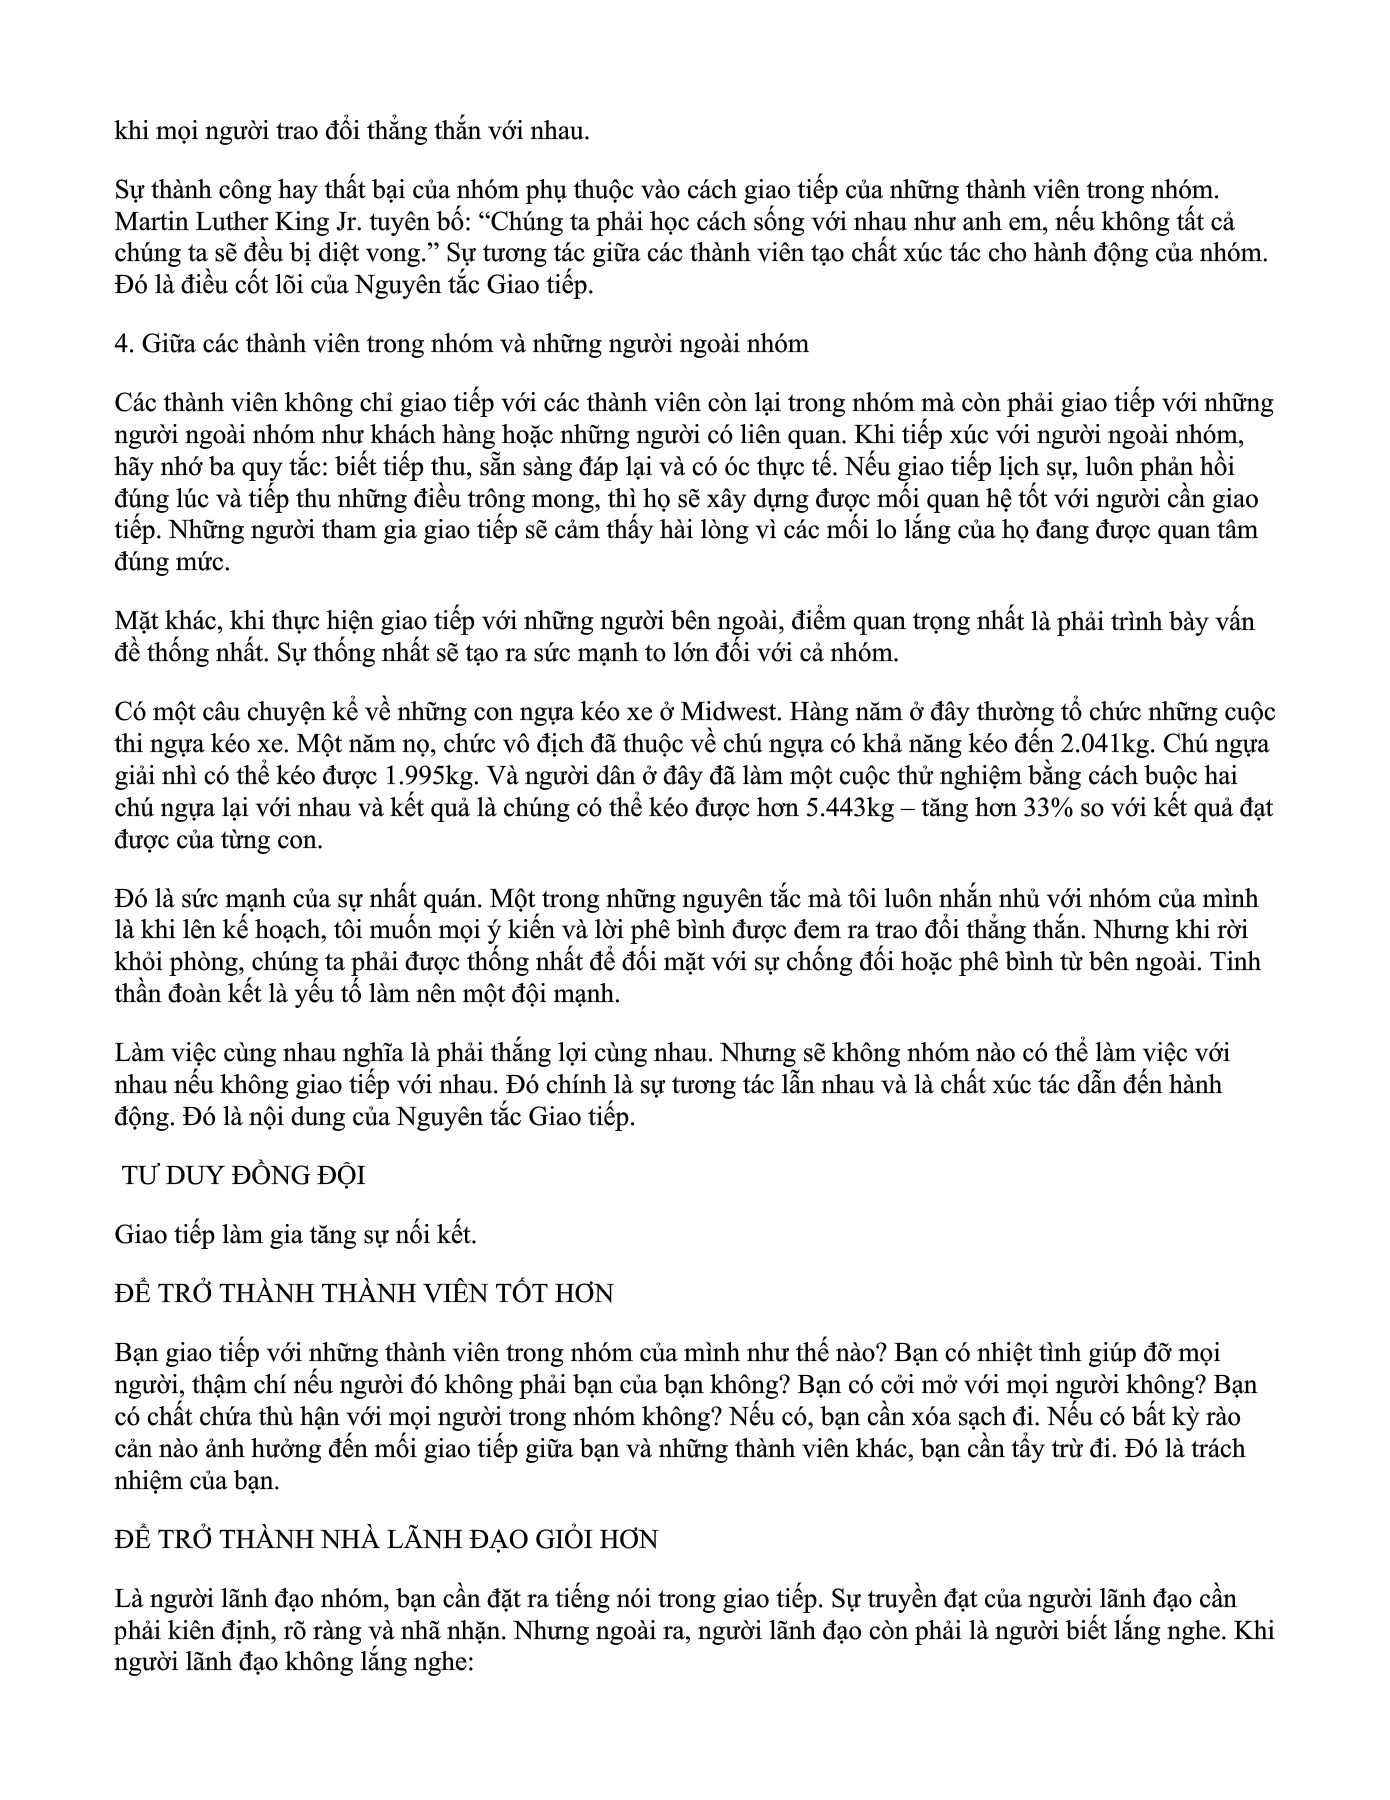 khi mọi người trao đổi thẳng thắn với nhau.
Sự thành công hay thất bại của nhóm phụ thuộc vào cách giao tiếp của những thành viên trong nhóm.
Martin Luther King Jr. tuyên bố: “Chúng ta phải học cách sống với nhau như anh em, nếu không tất cả
chúng ta sẽ đều bị diệt vong.” Sự tương tác giữa các thành viên tạo chất xúc tác cho hành động của nhóm.
Đó là điều cốt lõi của Nguyên tắc Giao tiếp.
4. Giữa các thành viên trong nhóm và những người ngoài nhóm
Các thành viên không chỉ giao tiếp với các thành viên còn lại trong nhóm mà còn phải giao tiếp với những
người ngoài nhóm như khách hàng hoặc những người có liên quan. Khi tiếp xúc với người ngoài nhóm,
hãy nhớ ba quy tắc: biết tiếp thu, sẵn sàng đáp lại và có óc thực tế. Nếu giao tiếp lịch sự, luôn phản hồi
đúng lúc và tiếp thu những điều trông mong, thì họ sẽ xây dựng được mối quan hệ tốt với người cần giao
tiếp. Những người tham gia giao tiếp sẽ cảm thấy hài lòng vì các mối lo lắng của họ đang được quan tâm
đúng mức.
Mặt khác, khi thực hiện giao tiếp với những người bên ngoài, điểm quan trọng nhất là phải trình bày vấn
đề thống nhất. Sự thống nhất sẽ tạo ra sức mạnh to lớn đối với cả nhóm.
Có một câu chuyện kể về những con ngựa kéo xe ở Midwest. Hàng năm ở đây thường tổ chức những cuộc
thi ngựa kéo xe. Một năm nọ, chức vô địch đã thuộc về chú ngựa có khả năng kéo đến 2.041kg. Chú ngựa
giải nhì có thể kéo được 1.995kg. Và người dân ở đây đã làm một cuộc thử nghiệm bằng cách buộc hai
chú ngựa lại với nhau và kết quả là chúng có thể kéo được hơn 5.443kg – tăng hơn 33% so với kết quả đạt
được của từng con.
Đó là sức mạnh của sự nhất quán. Một trong những nguyên tắc mà tôi luôn nhắn nhủ với nhóm của mình
là khi lên kế hoạch, tôi muốn mọi ý kiến và lời phê bình được đem ra trao đổi thẳng thắn. Nhưng khi rời
khỏi phòng, chúng ta phải được thống nhất để đối mặt với sự chống đối hoặc phê bình từ bên ngoài. Tinh
thần đoàn kết là yếu tố làm nên một đội mạnh.
Làm việc cùng nhau nghĩa là phải thắng lợi cùng nhau. Nhưng sẽ không nhóm nào có thể làm việc với
nhau nếu không giao tiếp với nhau. Đó chính là sự tương tác lẫn nhau và là chất xúc tác dẫn đến hành
động. Đó là nội dung của Nguyên tắc Giao tiếp.
TƯ DUY ĐỒNG ĐỘI
Giao tiếp làm gia tăng sự nối kết.
ĐỂ TRỞ THÀNH THÀNH VIÊN TỐT HƠN
Bạn giao tiếp với những thành viên trong nhóm của mình như thế nào? Bạn có nhiệt tình giúp đỡ mọi
người, thậm chí nếu người đó không phải bạn của bạn không? Bạn có cởi mở với mọi người không? Bạn
có chất chứa thù hận với mọi người trong nhóm không? Nếu có, bạn cần xóa sạch đi. Nếu có bất kỳ rào
cản nào ảnh hưởng đến mối giao tiếp giữa bạn và những thành viên khác, bạn cần tẩy trừ đi. Đó là trách
nhiệm của bạn.
ĐỂ TRỞ THÀNH NHÀ LÃNH ĐẠO GIỎI HƠN
Là người lãnh đạo nhóm, bạn cần đặt ra tiếng nói trong giao tiếp. Sự truyền đạt của người lãnh đạo cần
phải kiên định, rõ ràng và nhã nhặn. Nhưng ngoài ra, người lãnh đạo còn phải là người biết lắng nghe. Khi
người lãnh đạo không lắng nghe: